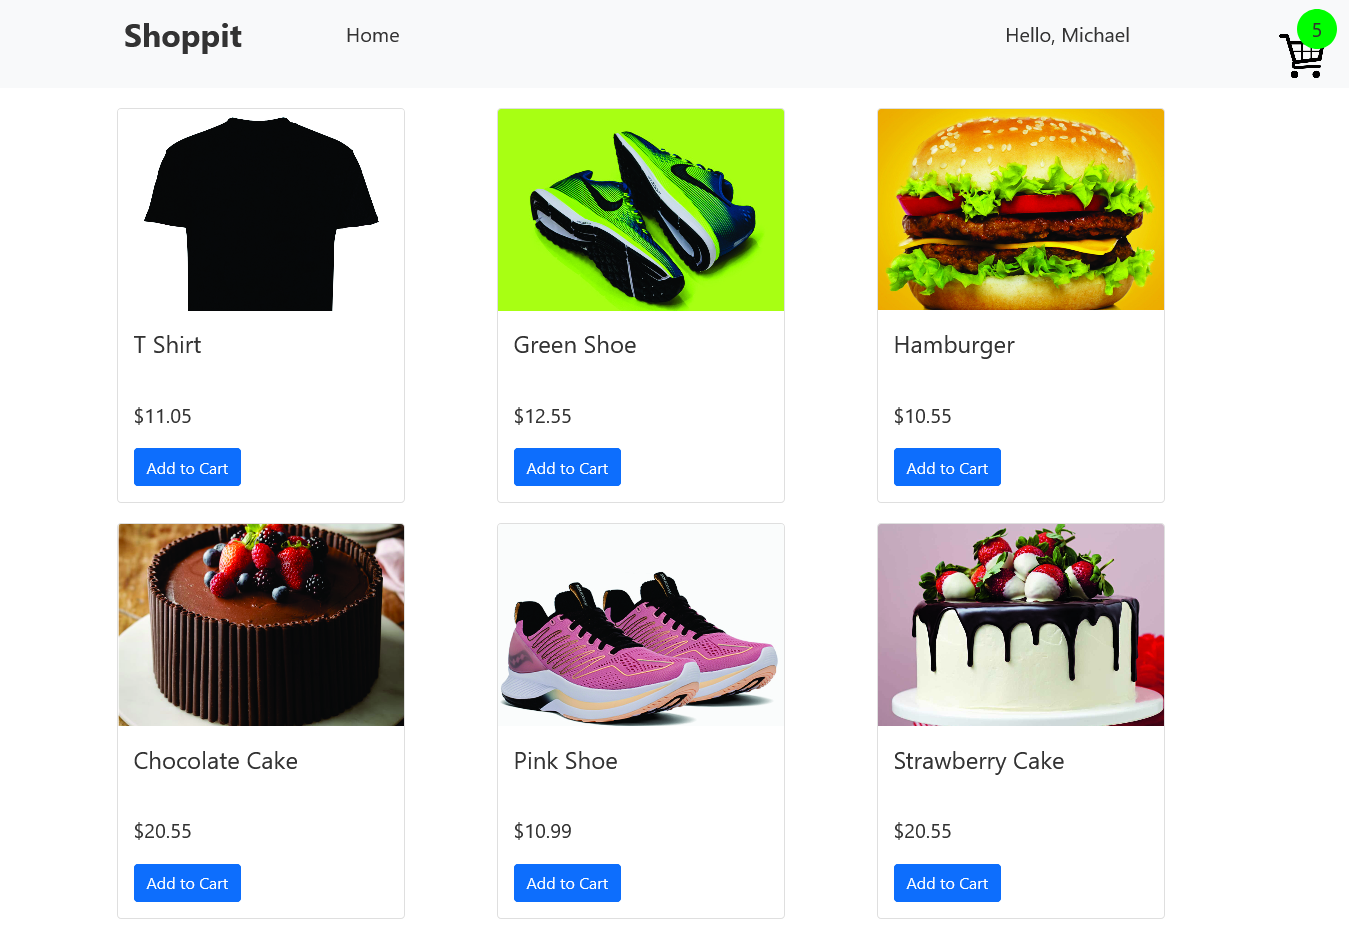 Shoppit
Home
Hello, Michael
5
T Shirt
$11.05
Add to Cart
Green Shoe
$12.55
Add to Cart
Hamburger
$10.55
Add to Cart
Chocolate Cake
$20.55
Add to Cart
Pink Shoe
$10.99
Add to Cart
Strawberry Cake
$20.55
Add to Cart